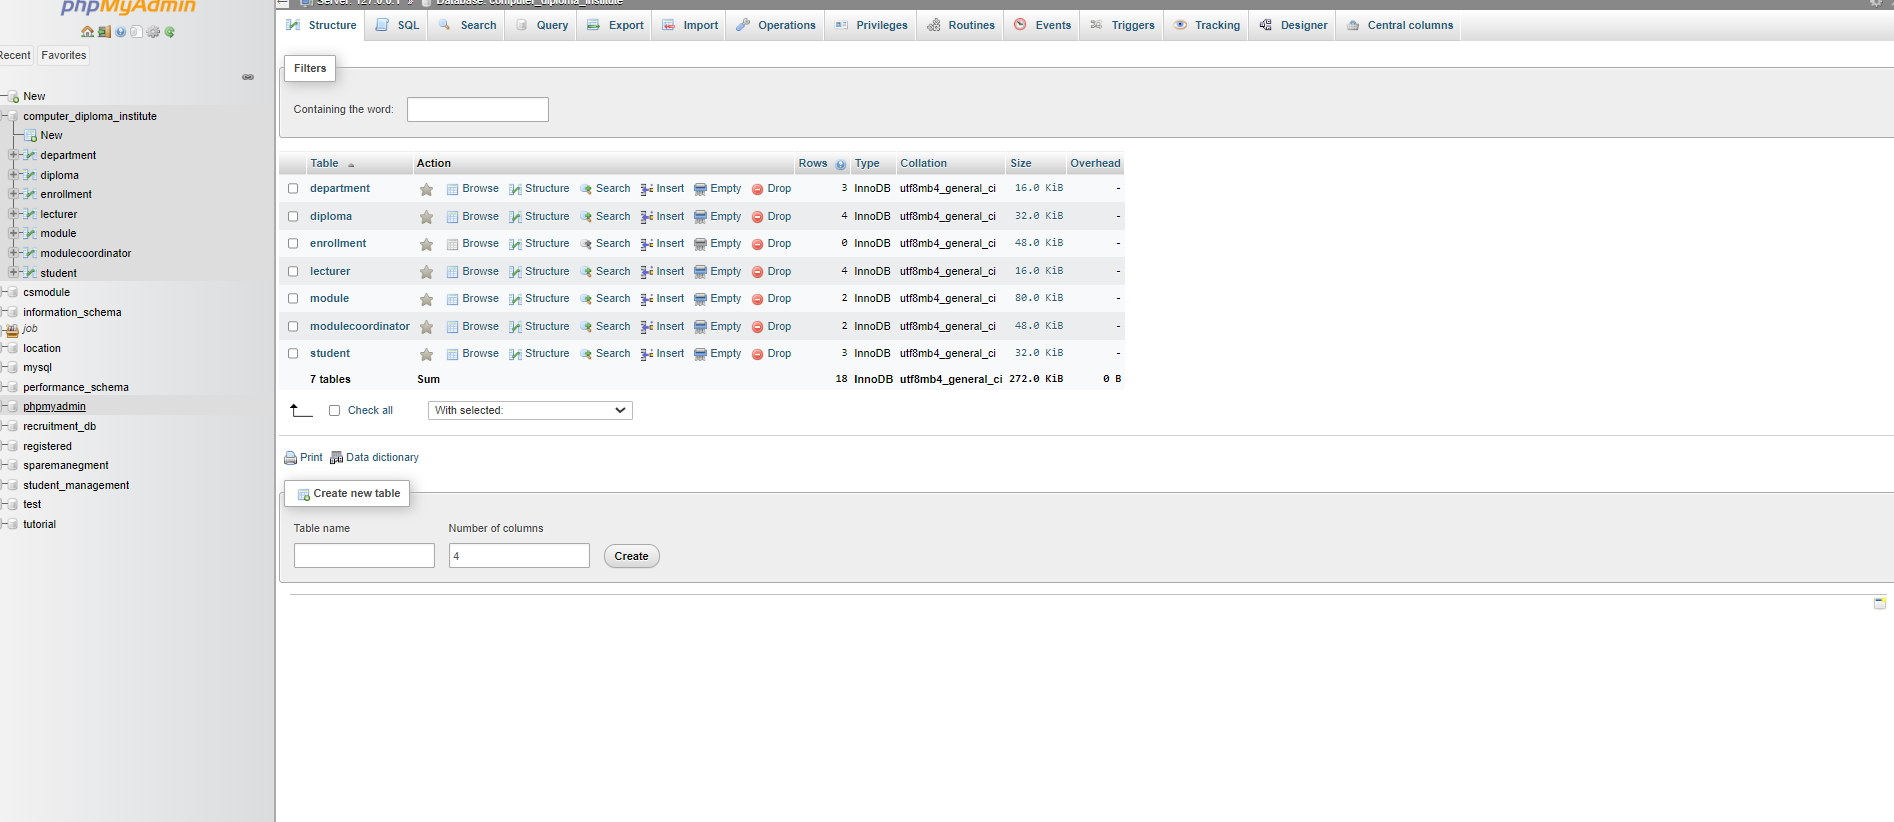 phpMyAdmin
Server: 127.0.0.1 » Database: computer_diploma_institute
Structure SQL Search Query Export Import Operations Privileges Routines Events Triggers Tracking Designer Central columns
Recent Favorites
New
computer_diploma_institute
New
department
diploma
enrollment
lecturer
module
modulecoordinator
student
csmodule
information_schema
job
location
mysql
performance_schema
phpmyadmin
recruitment_db
registered
sparemanegment
student_management
test
tutorial
Filters
Containing the word:
Table Action Rows Type Collation Size Overhead
department Browse Structure Search Insert Empty Drop 3 InnoDB utf8mb4_general_ci 16.0 KiB -
diploma Browse Structure Search Insert Empty Drop 4 InnoDB utf8mb4_general_ci 32.0 KiB -
enrollment Browse Structure Search Insert Empty Drop 0 InnoDB utf8mb4_general_ci 48.0 KiB -
lecturer Browse Structure Search Insert Empty Drop 4 InnoDB utf8mb4_general_ci 16.0 KiB -
module Browse Structure Search Insert Empty Drop 2 InnoDB utf8mb4_general_ci 80.0 KiB -
modulecoordinator Browse Structure Search Insert Empty Drop 2 InnoDB utf8mb4_general_ci 48.0 KiB -
student Browse Structure Search Insert Empty Drop 3 InnoDB utf8mb4_general_ci 32.0 KiB -
7 tables Sum 18 InnoDB utf8mb4_general_ci 272.0 KiB 0 B
Check all With selected:
Print Data dictionary
Create new table
Table name Number of columns
4 Create